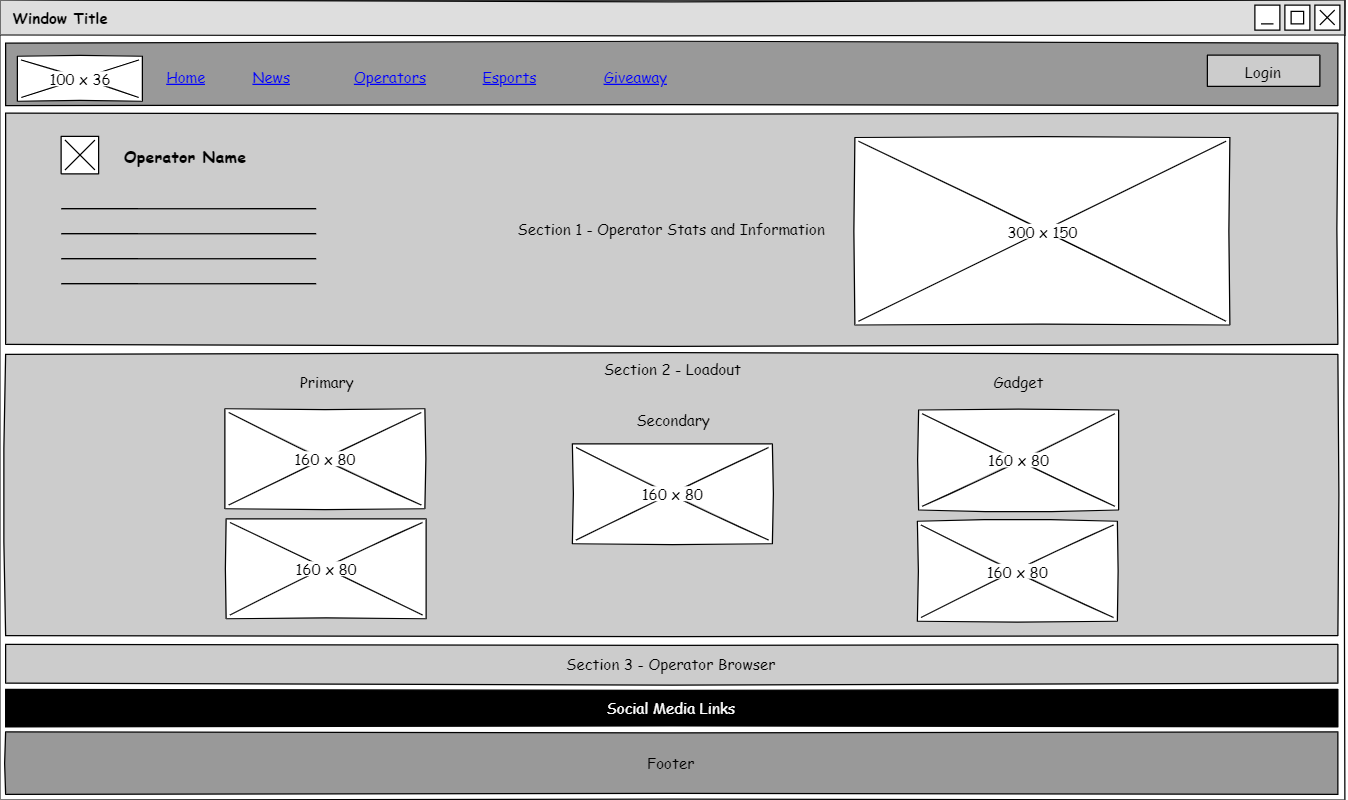 Window Title
100 x 36 Home News Operators Esports Giveaway Login
Operator Name
Section 1 - Operator Stats and Information
300 x 150
Section 2 - Loadout
Primary
160 x 80
160 x 80
Secondary
160 x 80
Gadget
160 x 80
160 x 80
Section 3 - Operator Browser
Social Media Links
Footer